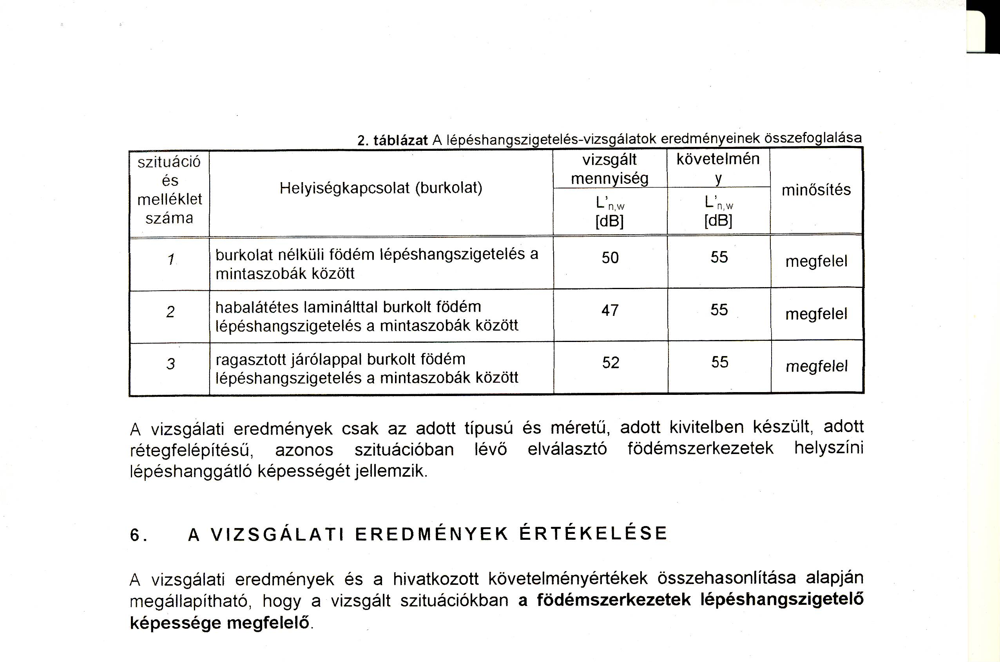 2. táblázat A lépéshangszigetelés-vizsgálatok eredményeinek összefoglalása
szituáció
és
melléklet
száma
Helyiségkapcsolat (burkolat)
vizsgált
mennyiség
L'n,w
[dB]
követelmén
y
L'n,w
[dB]
minősítés
1
burkolat nélküli födém lépéshangszigetelés a
mintaszobák között
50
55
megfelel
2
habalátétes laminálttal burkolt födém
lépéshangszigetelés a mintaszobák között
47
55
megfelel
3
ragasztott járólappal burkolt födém
lépéshangszigetelés a mintaszobák között
52
55
megfelel
A vizsgálati eredmények csak az adott típusú és méretű, adott kivitelben készült, adott
rétegfelépítésű, azonos szituációban lévő elválasztó födémszerkezetek helyszíni
lépéshanggátló képességét jellemzik.
6. A VIZSGÁLATI EREDMÉNYEK ÉRTÉKELÉSE
A vizsgálati eredmények és a hivatkozott követelményértékek összehasonlítása alapján
megállapítható, hogy a vizsgált szituációkban a födémszerkezetek lépéshangszigetelő
képessége megfelelő.